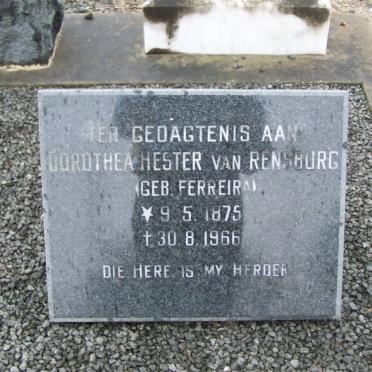 TER GEDAGTENIS AAN
DOROTHEA HESTER VAN RENSBURG
(GEB. FERREIRA)
★ 9.5.1875
† 30.8.1966
DIE HERE IS MY HERDER